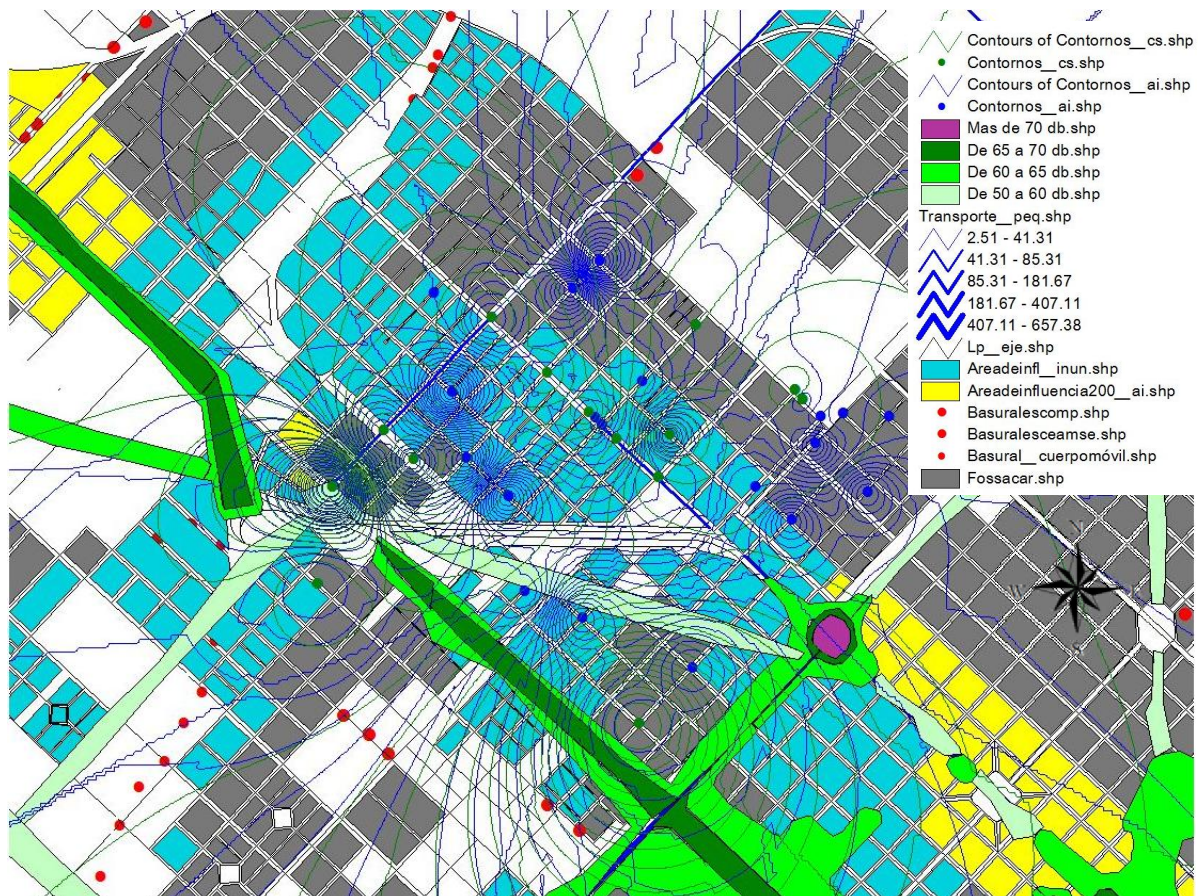 Contours of Contornos__cs.shp
Contornos__cs.shp
Contours of Contornos__ai.shp
Contornos__ai.shp
Mas de 70 db.shp
De 65 a 70 db.shp
De 60 a 65 db.shp
De 50 a 60 db.shp
Transporte__peq.shp
2.51 - 41.31
41.31 - 85.31
85.31 - 181.67
181.67 - 407.11
407.11 - 657.38
Lp__eje.shp
Areadeinfl__inun.shp
Areadeinfluencia200__ai.shp
Basuralescomp.shp
Basuralesceamse.shp
Basural__cuerpomóvil.shp
Fossacar.shp
N
W
S